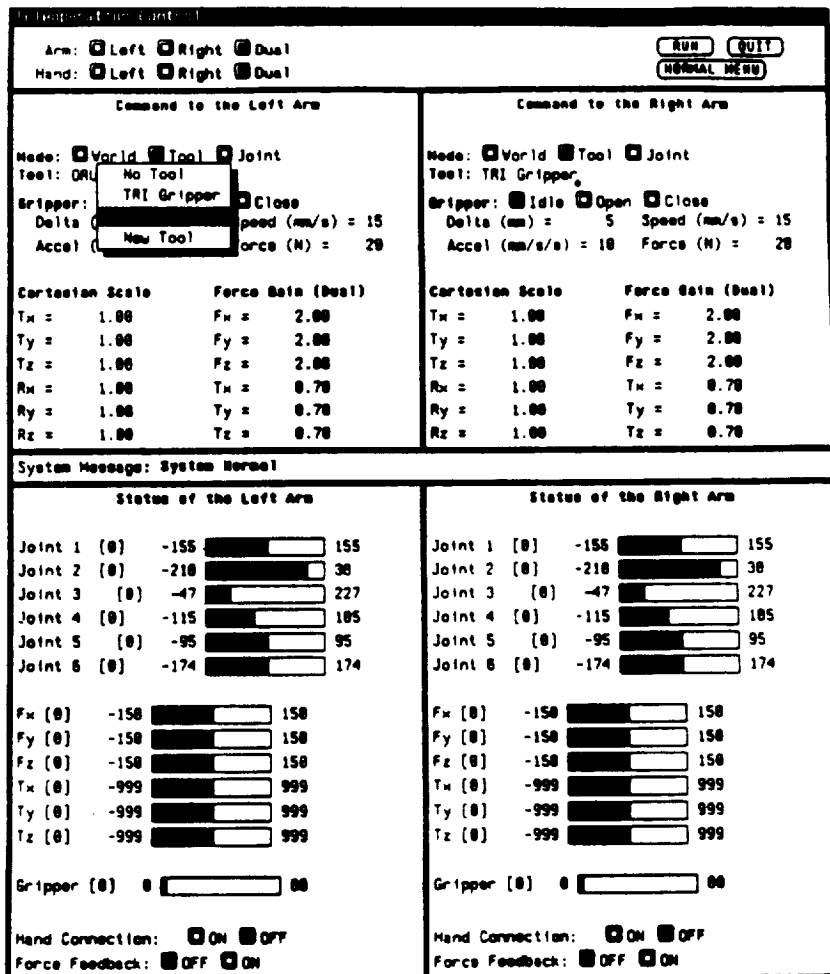 Teleoperation Control
Arm: Left Right Dual
Hand: Left Right Dual
RUN QUIT
NORMAL MENU
Command to the Left Arm
Mode: World Tool Joint
Tool: ORU
No Tool
TRI Gripper
New Tool
Gripper: Close
Delta ( Speed (mm/s) = 15
Accel ( Force (N) = 20
Cartesian Scale Force Gain (Dual)
Tx = 1.00 Fx = 2.00
Ty = 1.00 Fy = 2.00
Tz = 1.00 Fz = 2.00
Rx = 1.00 Tx = 0.70
Ry = 1.00 Ty = 0.70
Rz = 1.00 Tz = 0.70
Command to the Right Arm
Mode: World Tool Joint
Tool: TRI Gripper
Gripper: Idle Open Close
Delta (mm) = 5 Speed (mm/s) = 15
Accel (mm/s/s) = 10 Force (N) = 20
Cartesian Scale Force Gain (Dual)
Tx = 1.00 Fx = 2.00
Ty = 1.00 Fy = 2.00
Tz = 1.00 Fz = 2.00
Rx = 1.00 Tx = 0.70
Ry = 1.00 Ty = 0.70
Rz = 1.00 Tz = 0.70
System Message: System Normal
Status of the Left Arm
Joint 1 [0] -155 155
Joint 2 [0] -210 30
Joint 3 [0] -47 227
Joint 4 [0] -115 185
Joint 5 [0] -95 95
Joint 6 [0] -174 174
Fx [0] -150 150
Fy [0] -150 150
Fz [0] -150 150
Tx [0] -999 999
Ty [0] -999 999
Tz [0] -999 999
Gripper [0] 0 80
Hand Connection: ON OFF
Force Feedback: OFF ON
Status of the Right Arm
Joint 1 [0] -155 155
Joint 2 [0] -210 30
Joint 3 [0] -47 227
Joint 4 [0] -115 185
Joint 5 [0] -95 95
Joint 6 [0] -174 174
Fx [0] -150 150
Fy [0] -150 150
Fz [0] -150 150
Tx [0] -999 999
Ty [0] -999 999
Tz [0] -999 999
Gripper [0] 0 80
Hand Connection: ON OFF
Force Feedback: OFF ON